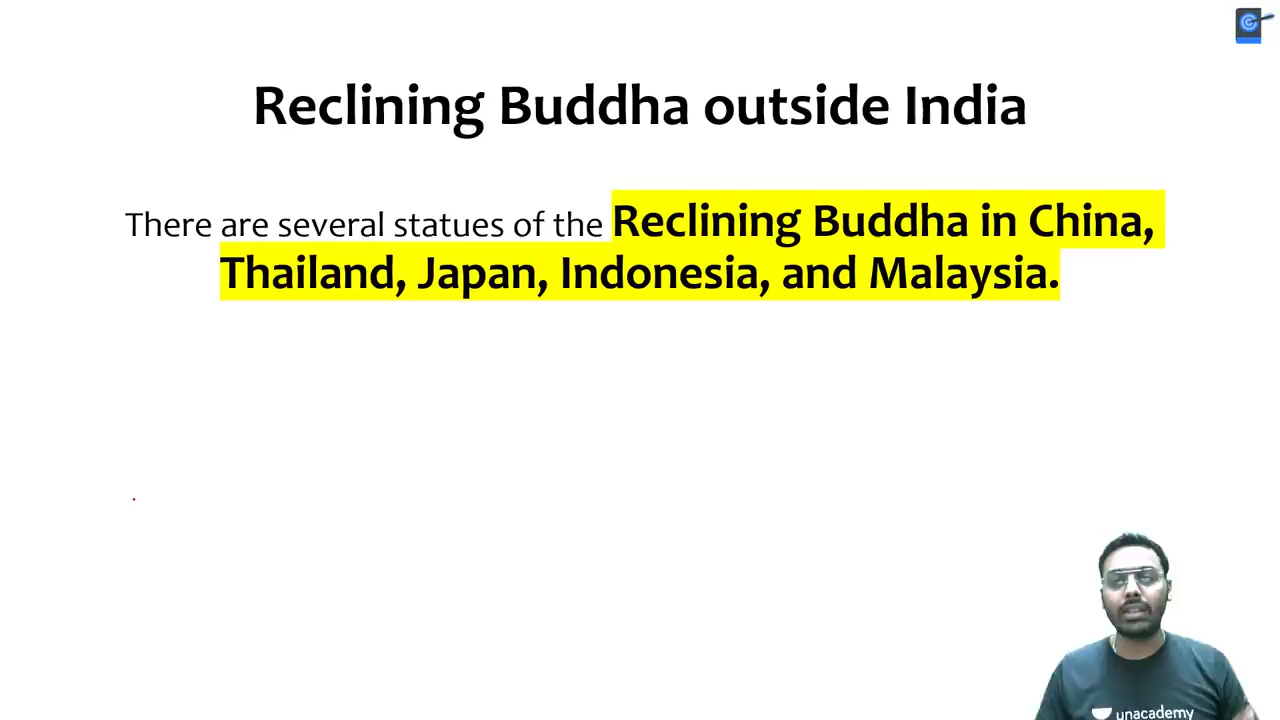 Reclining Buddha outside India
There are several statues of the Reclining Buddha in China,
Thailand, Japan, Indonesia, and Malaysia.
unacademy